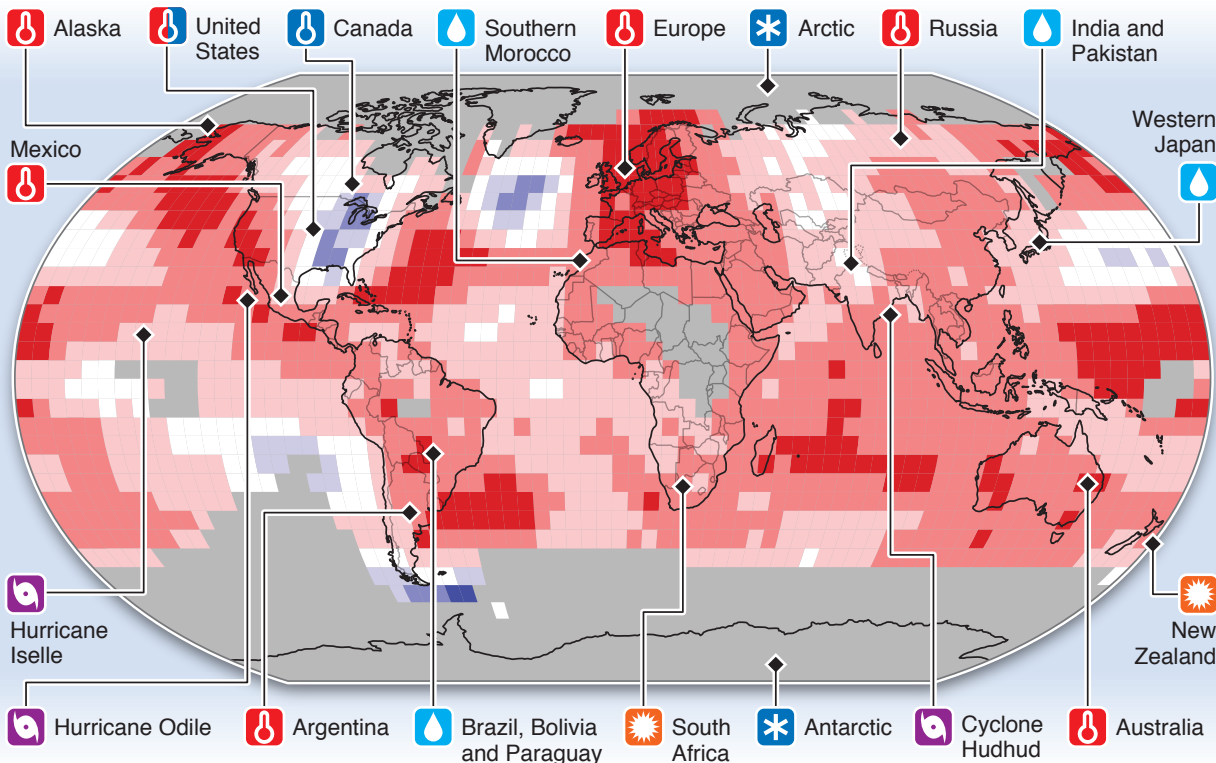 Alaska
United
States
Canada
Southern
Morocco
Europe
Arctic
Russia
India and
Pakistan
Mexico
Western
Japan
Hurricane
Iselle
New
Zealand
Hurricane Odile
Argentina
Brazil, Bolivia
and Paraguay
South
Africa
Antarctic
Cyclone
Hudhud
Australia